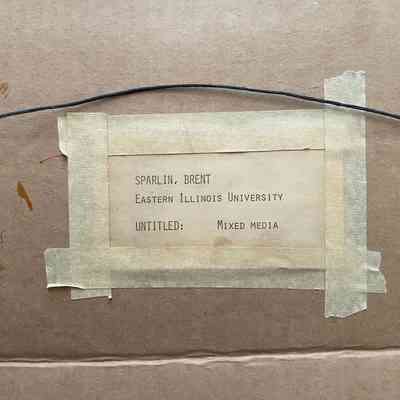 SPARLIN, BRENT
EASTERN ILLINOIS UNIVERSITY
UNTITLED: MIXED MEDIA